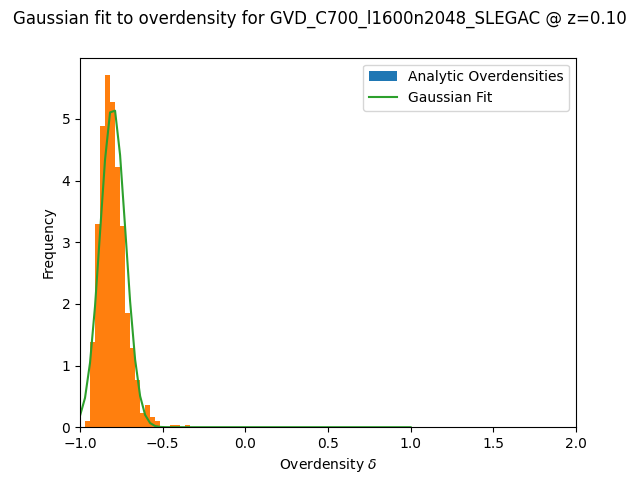 Gaussian fit to overdensity for GVD_C700_l1600n2048_SLEGAC @ z=0.10
Analytic Overdensities
Gaussian Fit
Frequency
5
4
3
2
1
0
−1.0 −0.5 0.0 0.5 1.0 1.5 2.0
Overdensity δ